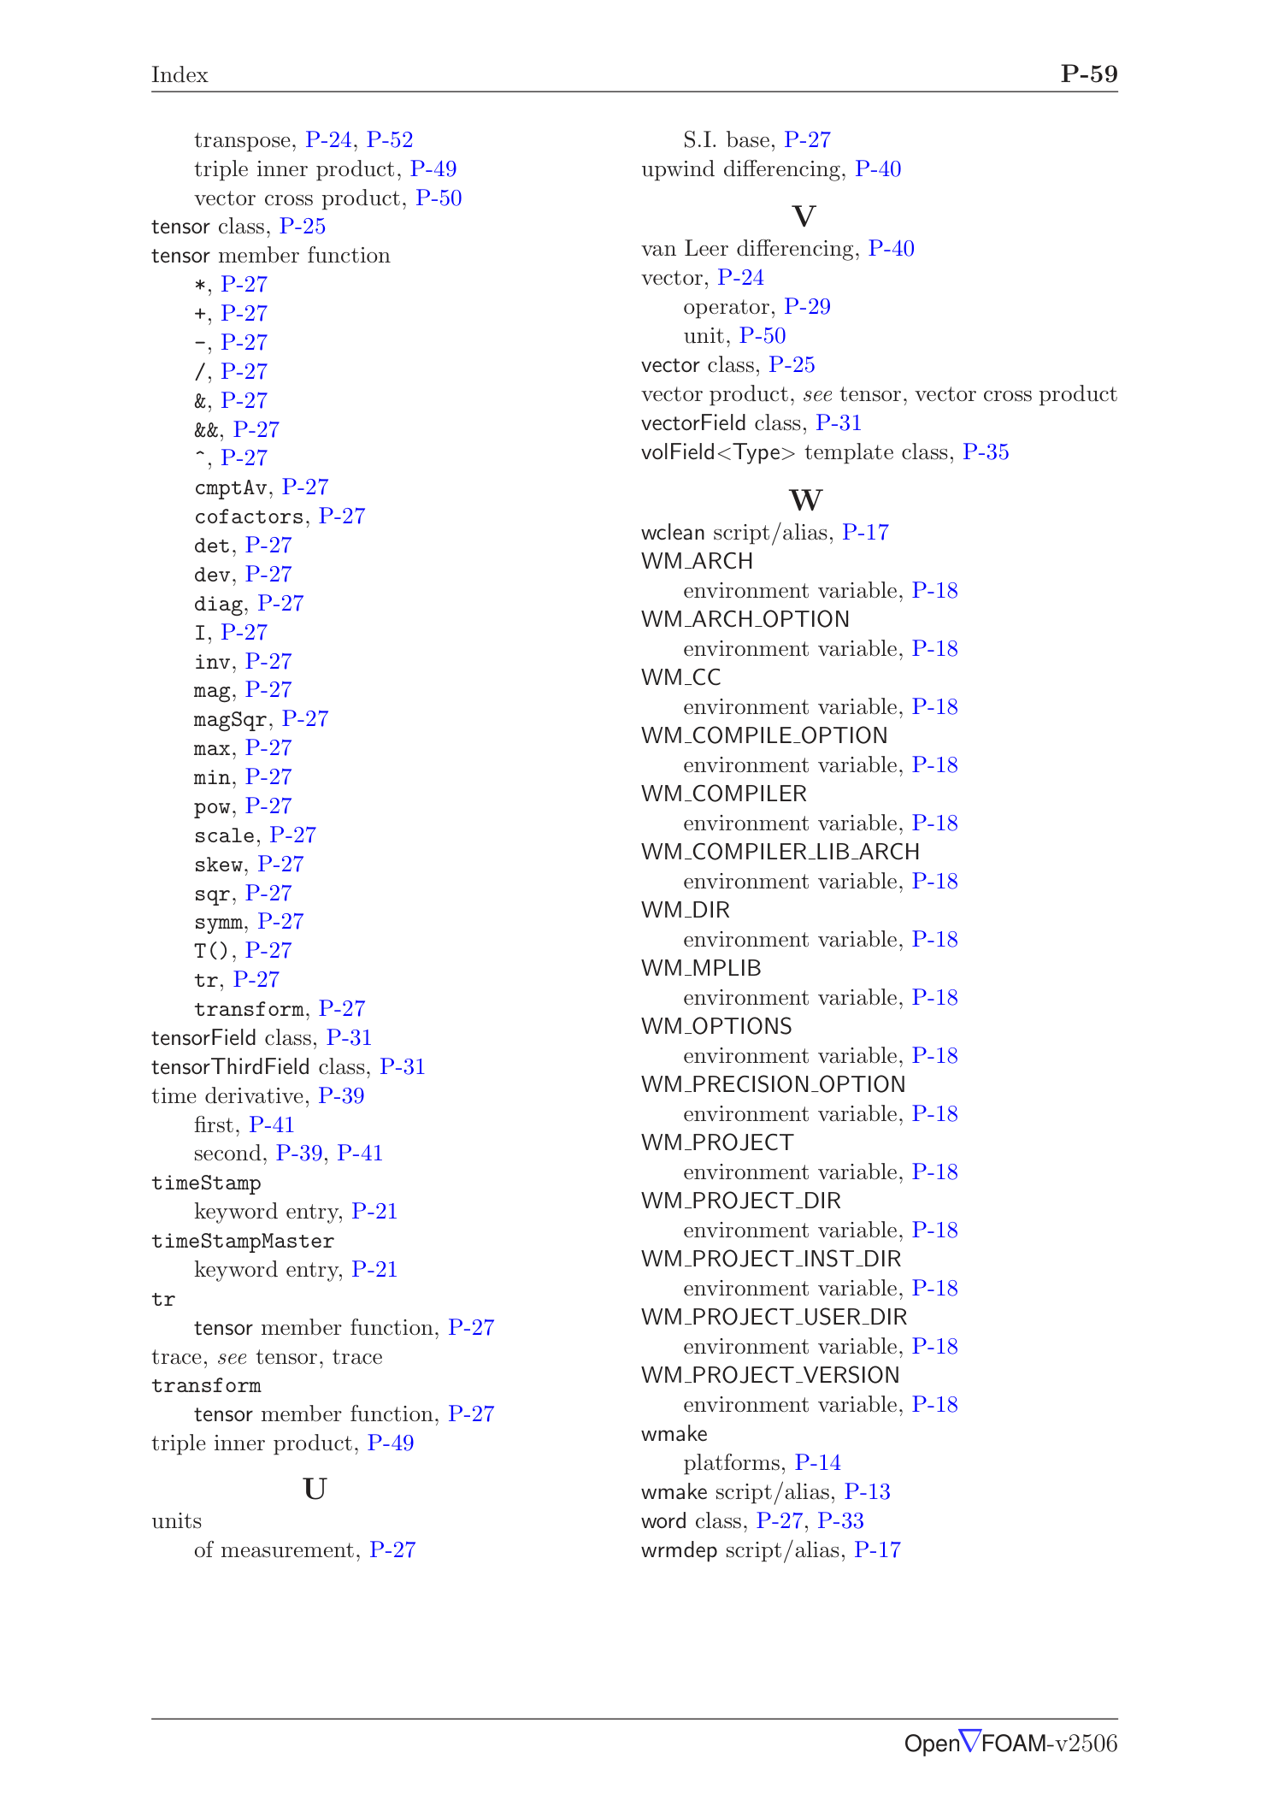 Index
P-59
transpose, P-24, P-52
triple inner product, P-49
vector cross product, P-50
tensor class, P-25
tensor member function
*, P-27
+, P-27
-, P-27
/, P-27
&, P-27
&&, P-27
^, P-27
cmptAv, P-27
cofactors, P-27
det, P-27
dev, P-27
diag, P-27
I, P-27
inv, P-27
mag, P-27
magSqr, P-27
max, P-27
min, P-27
pow, P-27
scale, P-27
skew, P-27
sqr, P-27
symm, P-27
T(), P-27
tr, P-27
transform, P-27
tensorField class, P-31
tensorThirdField class, P-31
time derivative, P-39
first, P-41
second, P-39, P-41
timeStamp
keyword entry, P-21
timeStampMaster
keyword entry, P-21
tr
tensor member function, P-27
trace, see tensor, trace
transform
tensor member function, P-27
triple inner product, P-49
U
units
of measurement, P-27
S.I. base, P-27
upwind differencing, P-40
V
van Leer differencing, P-40
vector, P-24
operator, P-29
unit, P-50
vector class, P-25
vector product, see tensor, vector cross product
vectorField class, P-31
volField<Type> template class, P-35
W
wclean script/alias, P-17
WM_ARCH
environment variable, P-18
WM_ARCH_OPTION
environment variable, P-18
WM_CC
environment variable, P-18
WM_COMPILE_OPTION
environment variable, P-18
WM_COMPILER
environment variable, P-18
WM_COMPILER_LIB_ARCH
environment variable, P-18
WM_DIR
environment variable, P-18
WM_MPLIB
environment variable, P-18
WM_OPTIONS
environment variable, P-18
WM_PRECISION_OPTION
environment variable, P-18
WM_PROJECT
environment variable, P-18
WM_PROJECT_DIR
environment variable, P-18
WM_PROJECT_INST_DIR
environment variable, P-18
WM_PROJECT_USER_DIR
environment variable, P-18
WM_PROJECT_VERSION
environment variable, P-18
wmake
platforms, P-14
wmake script/alias, P-13
word class, P-27, P-33
wrmdep script/alias, P-17
Open▽FOAM-v2506